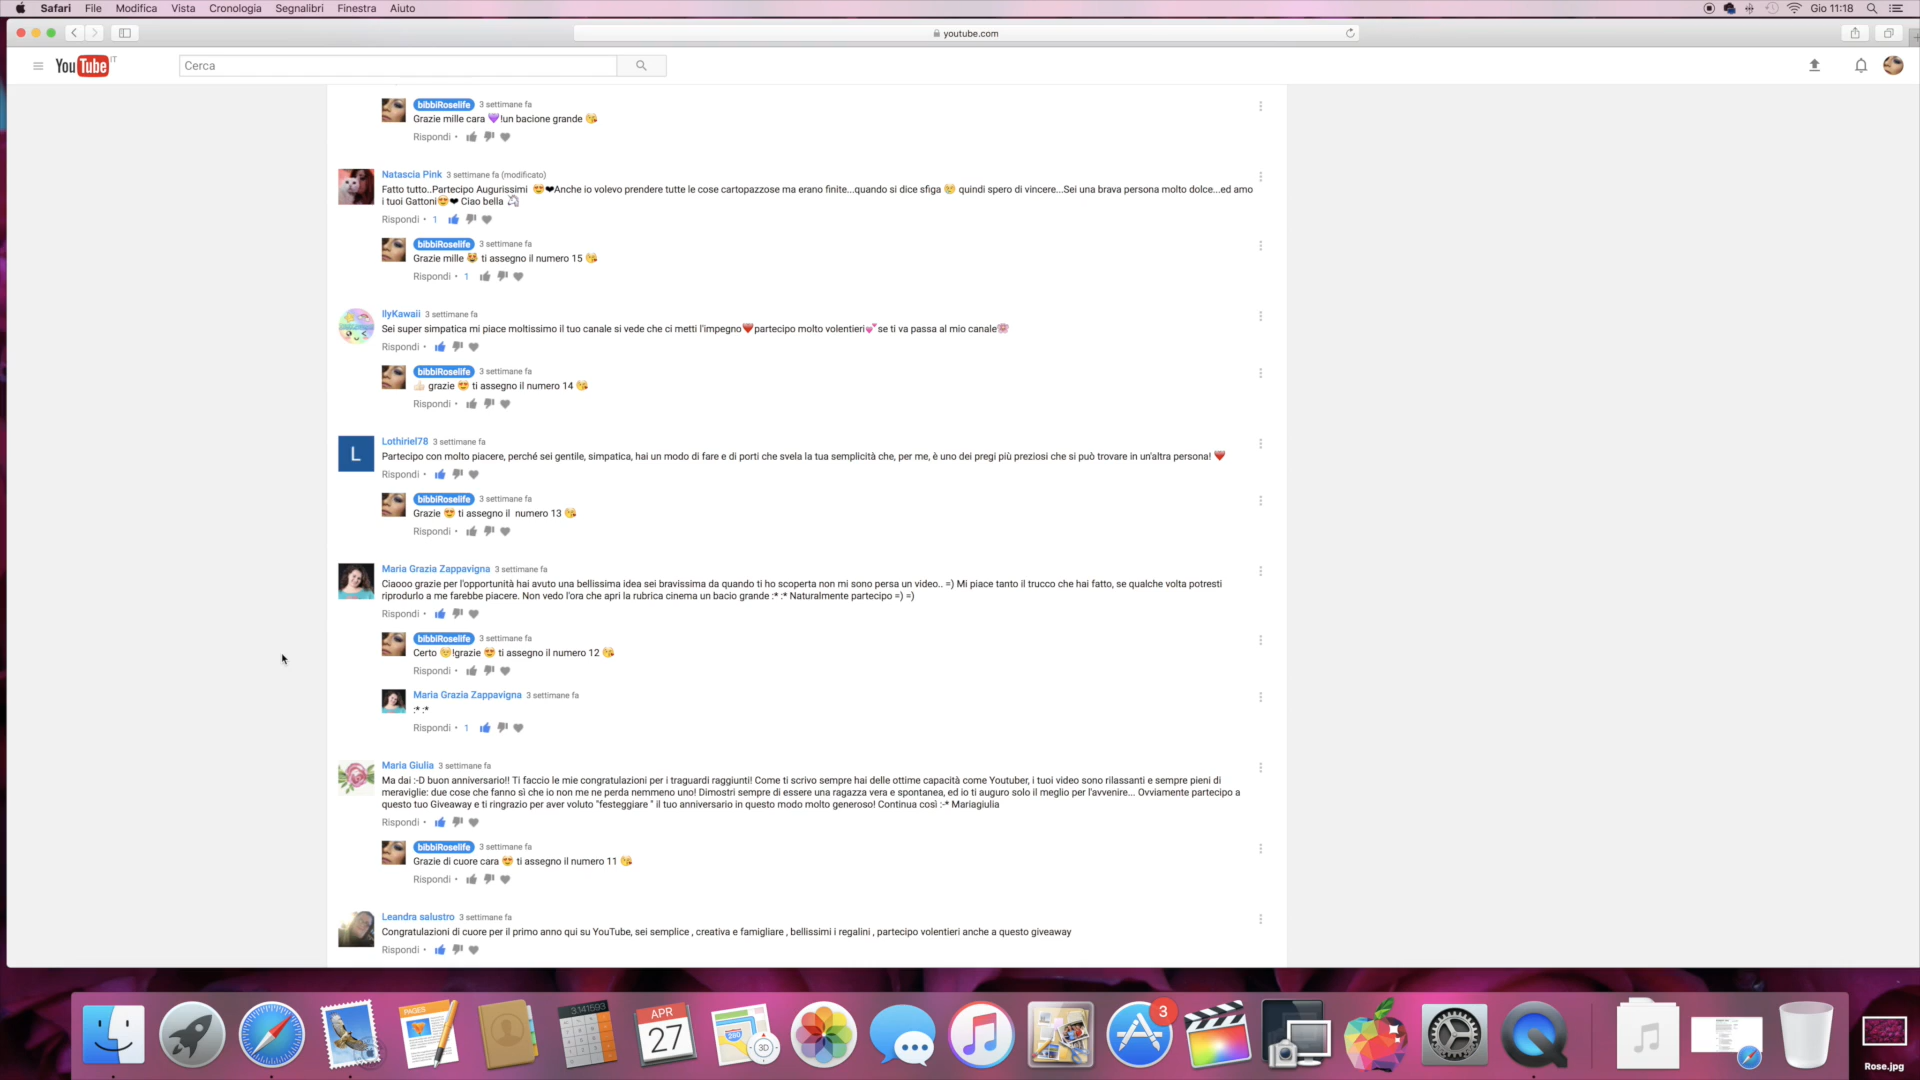 Safari File Modifica Vista Cronologia Segnalibri Finestra Aiuto Gio 11:18
youtube.com
YouTube IT Cerca
bibbiRoselife 3 settimane fa
Grazie mille cara 💜!un bacione grande 😘
Rispondi •
Natascia Pink 3 settimane fa (modificato)
Fatto tutto..Partecipo Augurissimi 😍❤Anche io volevo prendere tutte le cose cartopazzose ma erano finite...quando si dice sfiga 😢 quindi spero di vincere...Sei una brava persona molto dolce...ed amo
i tuoi Gattoni😍❤ Ciao bella 🦄
Rispondi • 1
bibbiRoselife 3 settimane fa
Grazie mille 😻 ti assegno il numero 15 😘
Rispondi • 1
IlyKawaii 3 settimane fa
Sei super simpatica mi piace moltissimo il tuo canale si vede che ci metti l'impegno❤️partecipo molto volentieri💕se ti va passa al mio canale🌸
Rispondi •
bibbiRoselife 3 settimane fa
👍🏻 grazie 😍 ti assegno il numero 14 😘
Rispondi •
L
Lothiriel78 3 settimane fa
Partecipo con molto piacere, perché sei gentile, simpatica, hai un modo di fare e di porti che svela la tua semplicità che, per me, è uno dei pregi più preziosi che si può trovare in un'altra persona! ❤️
Rispondi •
bibbiRoselife 3 settimane fa
Grazie 😍 ti assegno il numero 13 😘
Rispondi •
Maria Grazia Zappavigna 3 settimane fa
Ciaooo grazie per l'opportunità hai avuto una bellissima idea sei bravissima da quando ti ho scoperta non mi sono persa un video.. =) Mi piace tanto il trucco che hai fatto, se qualche volta potresti
riprodurlo a me farebbe piacere. Non vedo l'ora che apri la rubrica cinema un bacio grande :* :* Naturalmente partecipo =) =)
Rispondi •
bibbiRoselife 3 settimane fa
Certo ☺️!grazie 😍 ti assegno il numero 12 😘
Rispondi •
Maria Grazia Zappavigna 3 settimane fa
:* :*
Rispondi • 1
Maria Giulia 3 settimane fa
Ma dai :-D buon anniversario!! Ti faccio le mie congratulazioni per i traguardi raggiunti! Come ti scrivo sempre hai delle ottime capacità come Youtuber, i tuoi video sono rilassanti e sempre pieni di
meraviglie: due cose che fanno sì che io non me ne perda nemmeno uno! Dimostri sempre di essere una ragazza vera e spontanea, ed io ti auguro solo il meglio per l'avvenire... Ovviamente partecipo a
questo tuo Giveaway e ti ringrazio per aver voluto "festeggiare " il tuo anniversario in questo modo molto generoso! Continua così :-* Mariagiulia
Rispondi •
bibbiRoselife 3 settimane fa
Grazie di cuore cara 😍 ti assegno il numero 11 😘
Rispondi •
Leandra salustro 3 settimane fa
Congratulazioni di cuore per il primo anno qui su YouTube, sei semplice , creativa e famigliare , bellissimi i regalini , partecipo volentieri anche a questo giveaway
Rispondi •
PAGES 3.141593 APR 27 280 3D 3
Rose.jpg